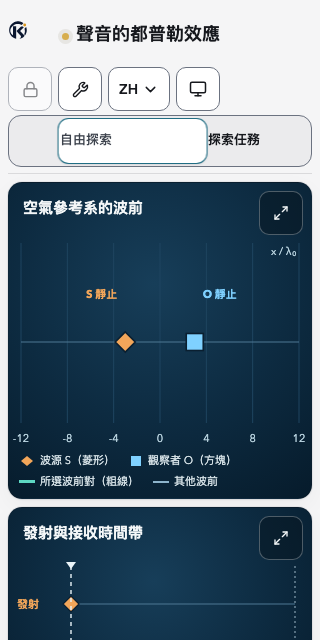 聲音的都普勒效應
ZH
自由探索
探索任務
空氣參考系的波前
x / λ₀
S 靜止
O 靜止
-12 -8 -4 0 4 8 12
波源 S（菱形） 觀察者 O（方塊）
所選波前對（粗線） 其他波前
發射與接收時間帶
發射